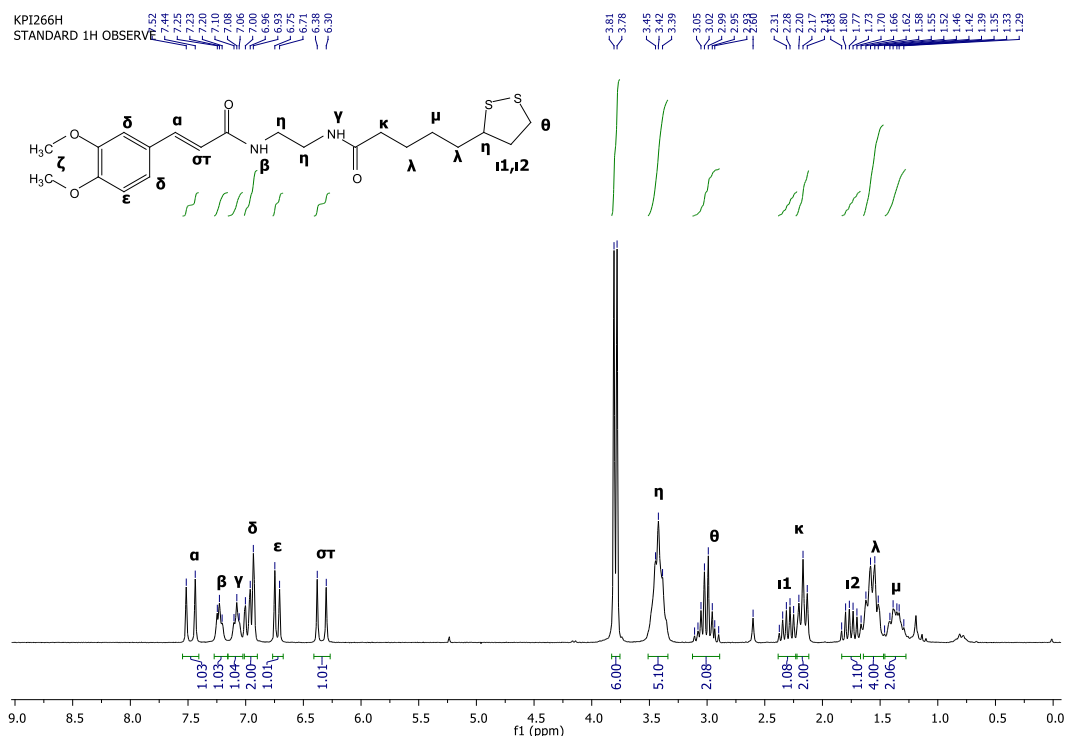 KPI266H
STANDARD 1H OBSERVE
7.52 7.44 7.25 7.23 7.20 7.10 7.08 7.06 7.00 6.96 6.93 6.75 6.71 6.38 6.30
3.81 3.78 3.45 3.42 3.39 3.05 3.02 2.99 2.95 2.93 2.60
2.31 2.28 2.20 2.17 2.13 1.83 1.80 1.77 1.73 1.70 1.66 1.62 1.58 1.55 1.52 1.46 1.42 1.39 1.35 1.33 1.29
S S
O
δ α η γ κ μ θ
H₃C O
ζ στ NH β η NH λ λ η ι1,ι2
H₃C O
ε δ O
α β γ δ ε στ η θ ι1 κ ι2 λ μ
1.03 1.03 1.04 2.00 1.01 1.01 6.00 5.10 2.08 1.08 2.00 1.10 4.00 2.06
9.0 8.5 8.0 7.5 7.0 6.5 6.0 5.5 5.0 4.5 4.0 3.5 3.0 2.5 2.0 1.5 1.0 0.5 0.0
f1 (ppm)